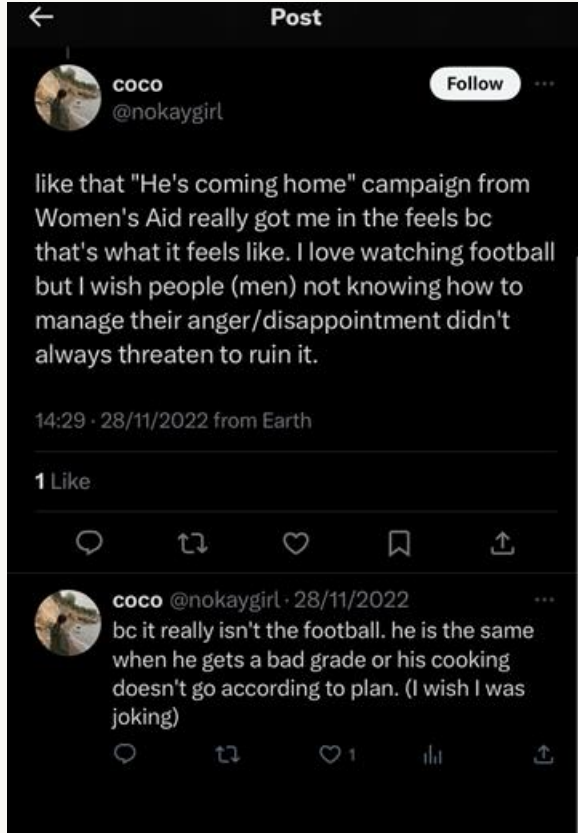 Post
coco
@nokaygirl
Follow
like that "He's coming home" campaign from
Women's Aid really got me in the feels bc
that's what it feels like. I love watching football
but I wish people (men) not knowing how to
manage their anger/disappointment didn't
always threaten to ruin it.
14:29 · 28/11/2022 from Earth
1 Like
coco @nokaygirl · 28/11/2022
bc it really isn't the football. he is the same
when he gets a bad grade or his cooking
doesn't go according to plan. (I wish I was
joking)
1